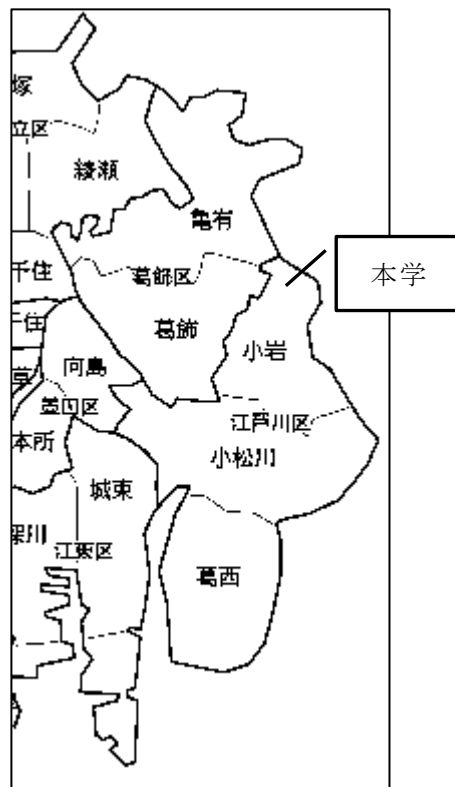 塚
立区
綾瀬
亀有
千住
葛飾区
本学
千住
葛飾
小岩
草
向島
墨田区
江戸川区
本所
小松川
城東
深川
江東区
葛西